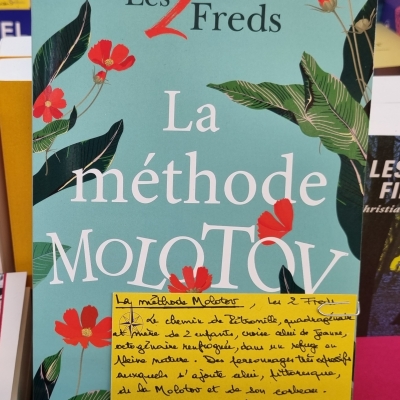 Les 2 Freds
La
méthode
MOLOTOV
La méthode Molotov, Les 2 Freds
Le chemin de Pétronille, quadragénaire
et mère de 2 enfants, croise celui de Jeanne,
octogénaire renfrognée, dans un refuge en
pleine nature. Des personnages très
auxquels s'ajoute celui, pittoresque,
de la Molotov et de son corbeau.
EL
LES
FI
christia